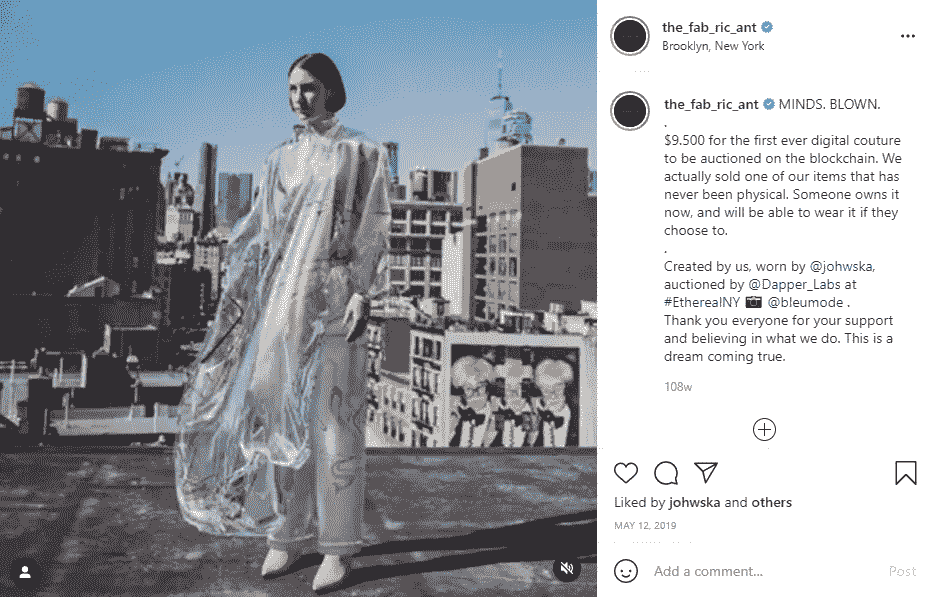 the_fab_ric_ant
Brooklyn, New York
the_fab_ric_ant MINDS. BLOWN.
.
$9.500 for the first ever digital couture
to be auctioned on the blockchain. We
actually sold one of our items that has
never been physical. Someone owns it
now, and will be able to wear it if they
choose to.
.
Created by us, worn by @johwska,
auctioned by @Dapper_Labs at
#EtherealNY 📷 @bleumode .
Thank you everyone for your support
and believing in what we do. This is a
dream coming true.
108w
Liked by johwska and others
MAY 12, 2019
Add a comment...
Post